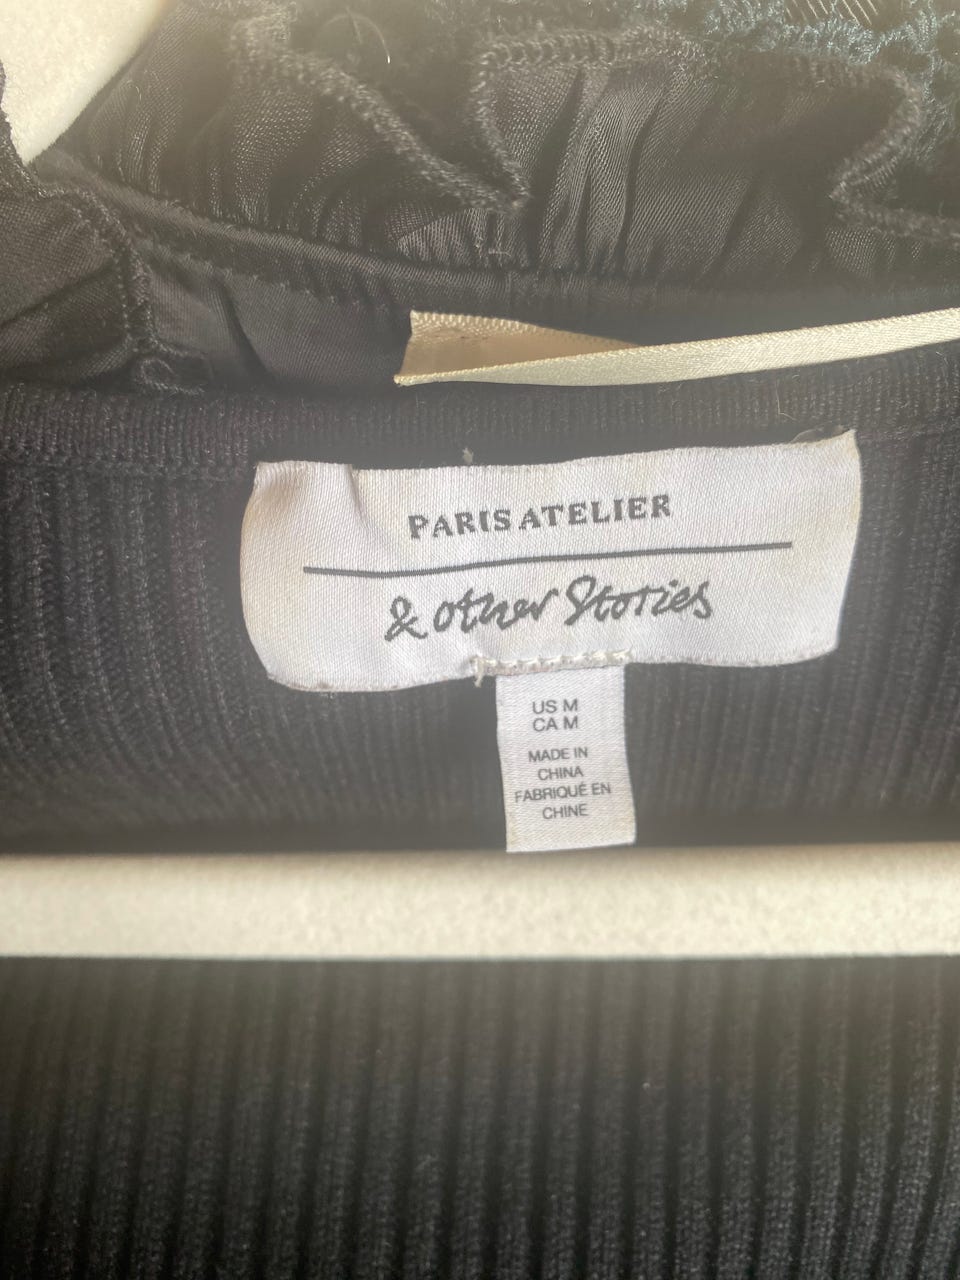 PARIS ATELIER
& other Stories
US M
CA M
MADE IN
CHINA
FABRIQUÉ EN
CHINE